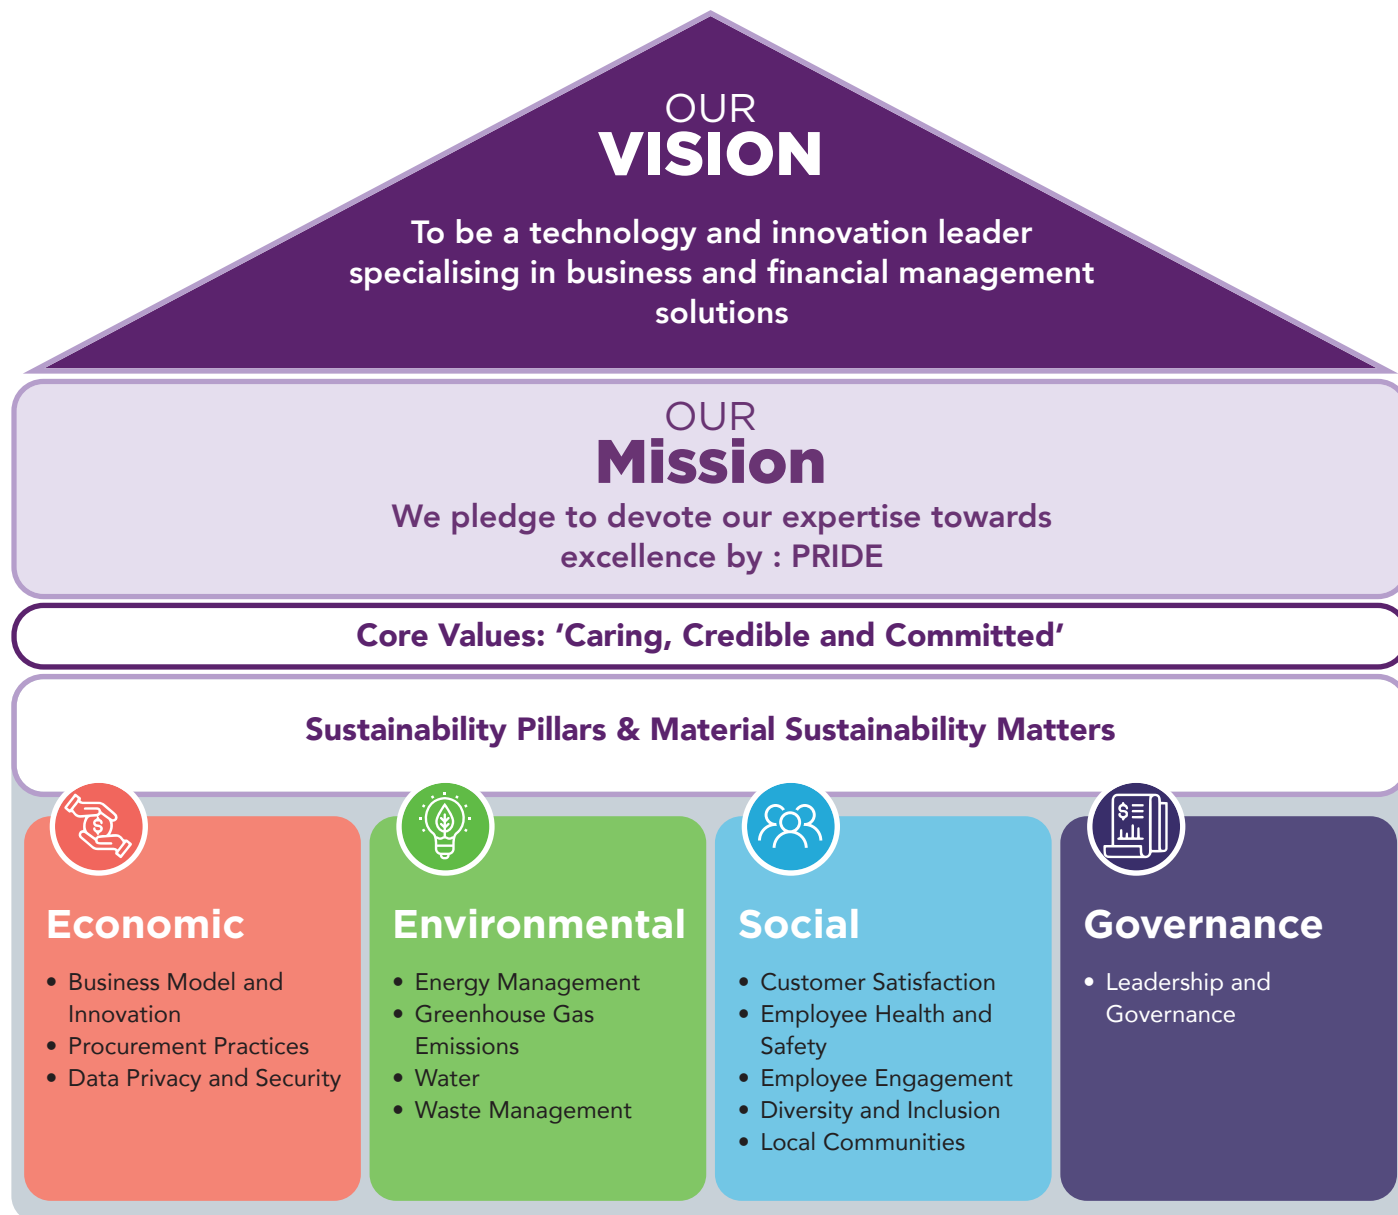 OUR
VISION
To be a technology and innovation leader
specialising in business and financial management
solutions
OUR
Mission
We pledge to devote our expertise towards
excellence by : PRIDE
Core Values: ‘Caring, Credible and Committed’
Sustainability Pillars & Material Sustainability Matters
Economic
• Business Model and
Innovation
• Procurement Practices
• Data Privacy and Security
Environmental
• Energy Management
• Greenhouse Gas
Emissions
• Water
• Waste Management
Social
• Customer Satisfaction
• Employee Health and
Safety
• Employee Engagement
• Diversity and Inclusion
• Local Communities
Governance
• Leadership and
Governance